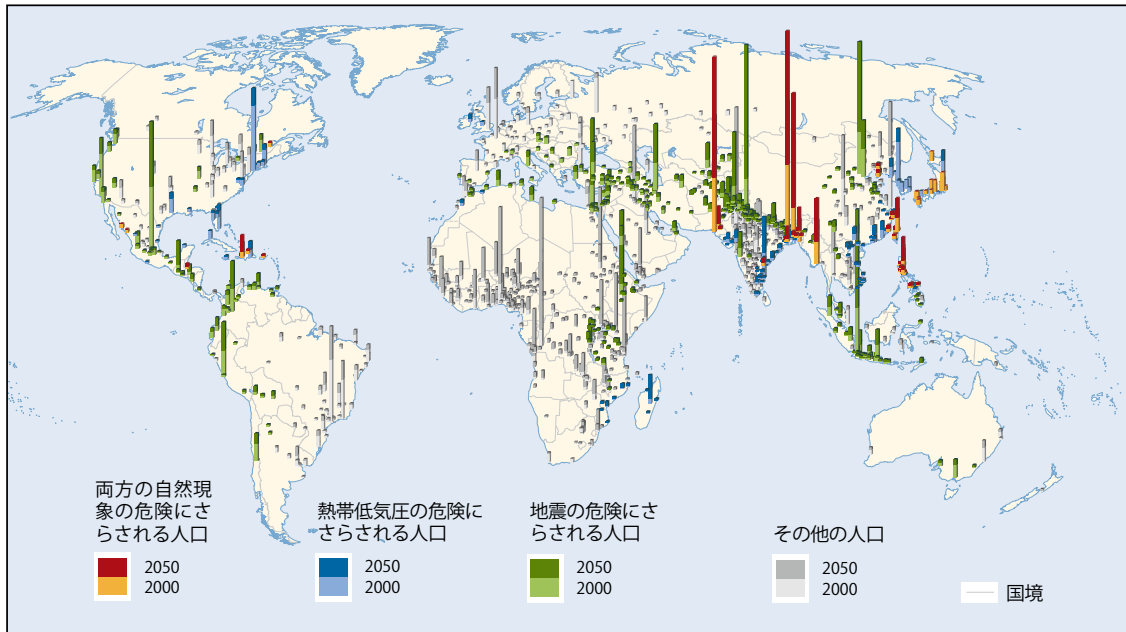 両方の自然現
象の危険にさ
らされる人口
2050
2000
熱帯低気圧の危険に
さらされる人口
2050
2000
地震の危険にさ
らされる人口
2050
2000
その他の人口
2050
2000
国境